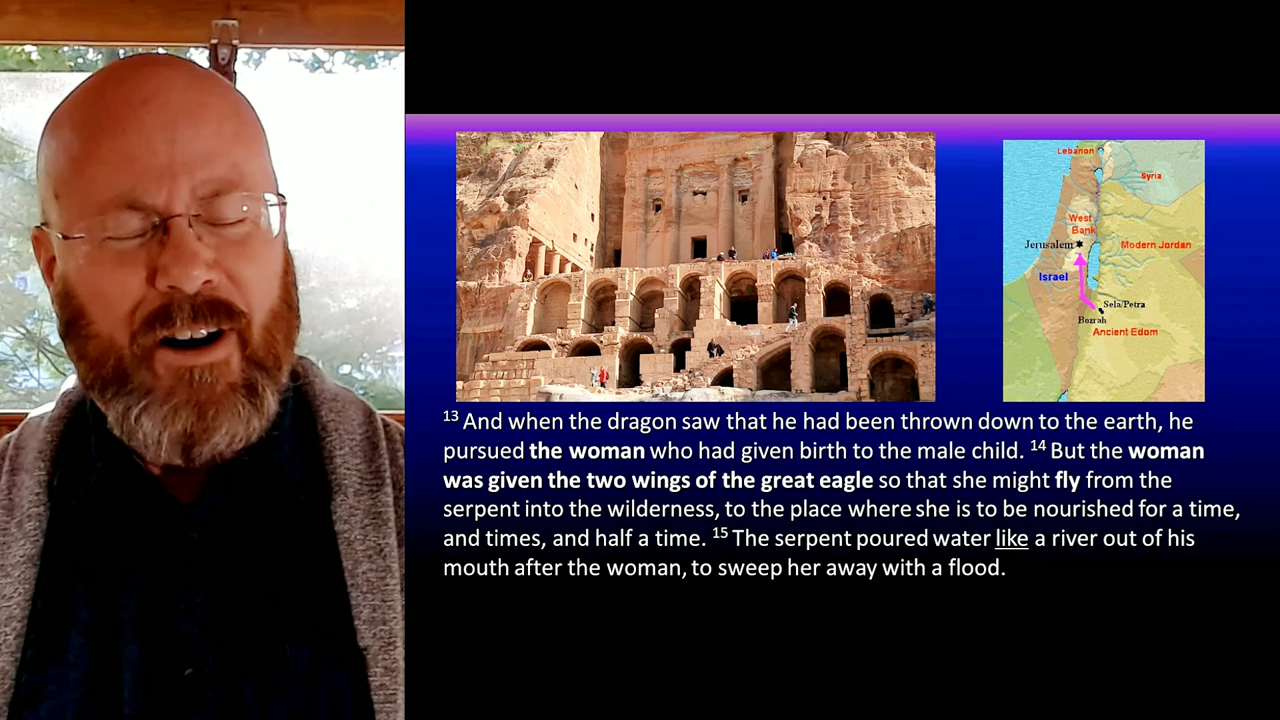 Lebanon
Syria
West
Bank
Jerusalem
Modern Jordan
Israel
Sela/Petra
Bozrah
Ancient Edom
13 And when the dragon saw that he had been thrown down to the earth, he
pursued the woman who had given birth to the male child. 14 But the woman
was given the two wings of the great eagle so that she might fly from the
serpent into the wilderness, to the place where she is to be nourished for a time,
and times, and half a time. 15 The serpent poured water like a river out of his
mouth after the woman, to sweep her away with a flood.